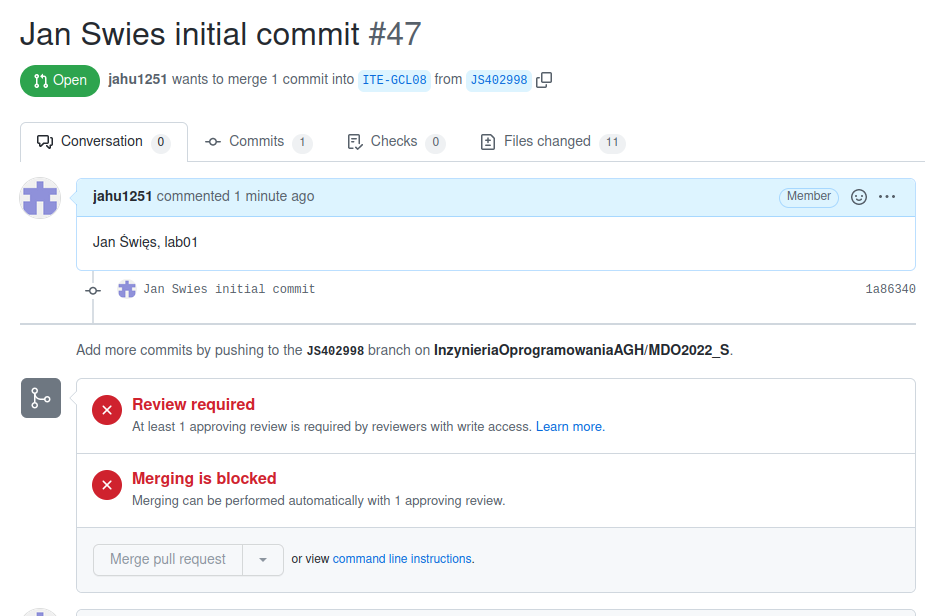 Jan Swies initial commit #47
Open jahu1251 wants to merge 1 commit into ITE-GCL08 from JS402998
Conversation 0 Commits 1 Checks 0 Files changed 11
jahu1251 commented 1 minute ago Member
Jan Święs, lab01
Jan Swies initial commit 1a86340
Add more commits by pushing to the JS402998 branch on InzynieriaOprogramowaniaAGH/MDO2022_S.
Review required
At least 1 approving review is required by reviewers with write access. Learn more.
Merging is blocked
Merging can be performed automatically with 1 approving review.
Merge pull request or view command line instructions.